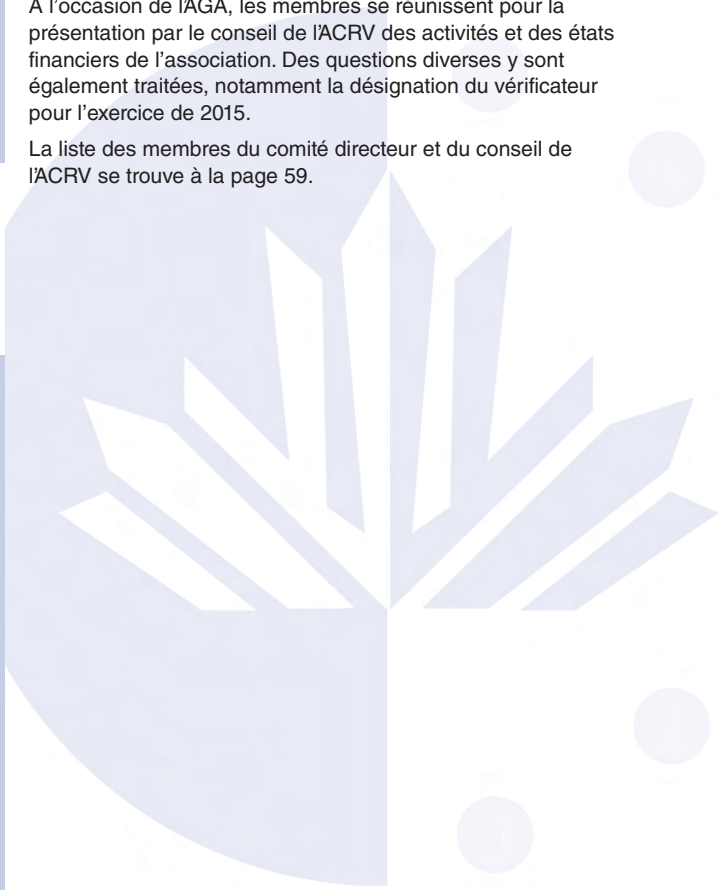 À l'occasion de l'AGA, les membres se réunissent pour la
présentation par le conseil de l'ACRV des activités et des états
financiers de l'association. Des questions diverses y sont
également traitées, notamment la désignation du vérificateur
pour l'exercice de 2015.
La liste des membres du comité directeur et du conseil de
l'ACRV se trouve à la page 59.